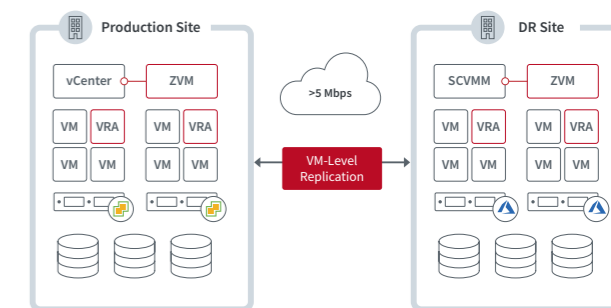 Production Site
DR Site
vCenter
ZVM
VM
VRA
VM
VRA
VM
VM
VM
VM
>5 Mbps
VM-Level
Replication
SCVMM
ZVM
VM
VRA
VM
VRA
VM
VM
VM
VM